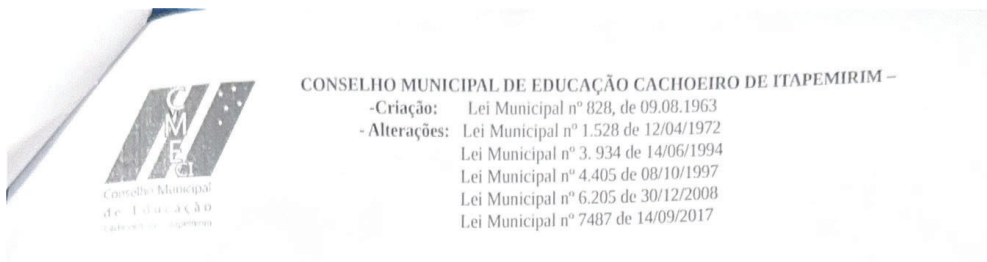 CONSELHO MUNICIPAL DE EDUCAÇÃO CACHOEIRO DE ITAPEMIRIM –
-Criação: Lei Municipal nº 828, de 09.08.1963
- Alterações: Lei Municipal nº 1.528 de 12/04/1972
Lei Municipal nº 3. 934 de 14/06/1994
Lei Municipal nº 4.405 de 08/10/1997
Lei Municipal nº 6.205 de 30/12/2008
Lei Municipal nº 7487 de 14/09/2017
C
M
E
CI
Conselho Municipal
de Educação